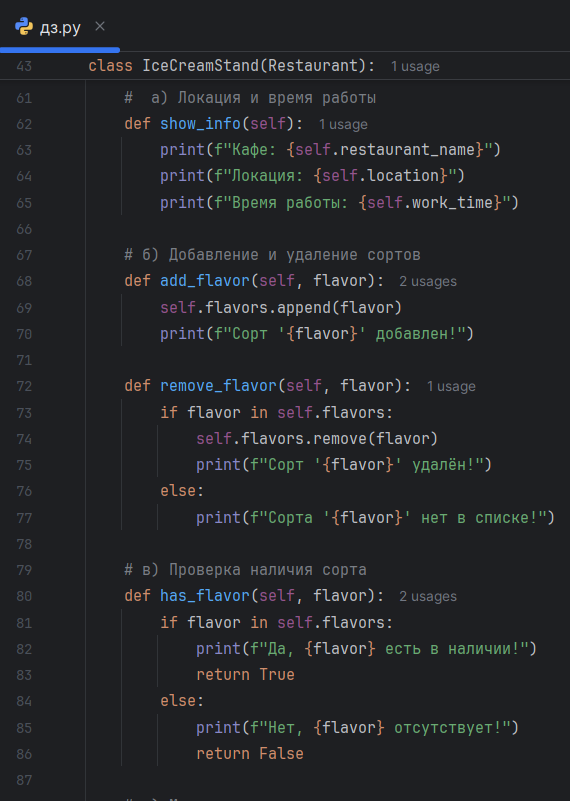 дз.py
43 class IceCreamStand(Restaurant): 1 usage
61 #  а) Локация и время работы
62 def show_info(self): 1 usage
63 print(f"Кафе: {self.restaurant_name}")
64 print(f"Локация: {self.location}")
65 print(f"Время работы: {self.work_time}")
66
67 # б) Добавление и удаление сортов
68 def add_flavor(self, flavor): 2 usages
69 self.flavors.append(flavor)
70 print(f"Сорт '{flavor}' добавлен!")
71
72 def remove_flavor(self, flavor): 1 usage
73 if flavor in self.flavors:
74 self.flavors.remove(flavor)
75 print(f"Сорт '{flavor}' удалён!")
76 else:
77 print(f"Сорта '{flavor}' нет в списке!")
78
79 # в) Проверка наличия сорта
80 def has_flavor(self, flavor): 2 usages
81 if flavor in self.flavors:
82 print(f"Да, {flavor} есть в наличии!")
83 return True
84 else:
85 print(f"Нет, {flavor} отсутствует!")
86 return False
87